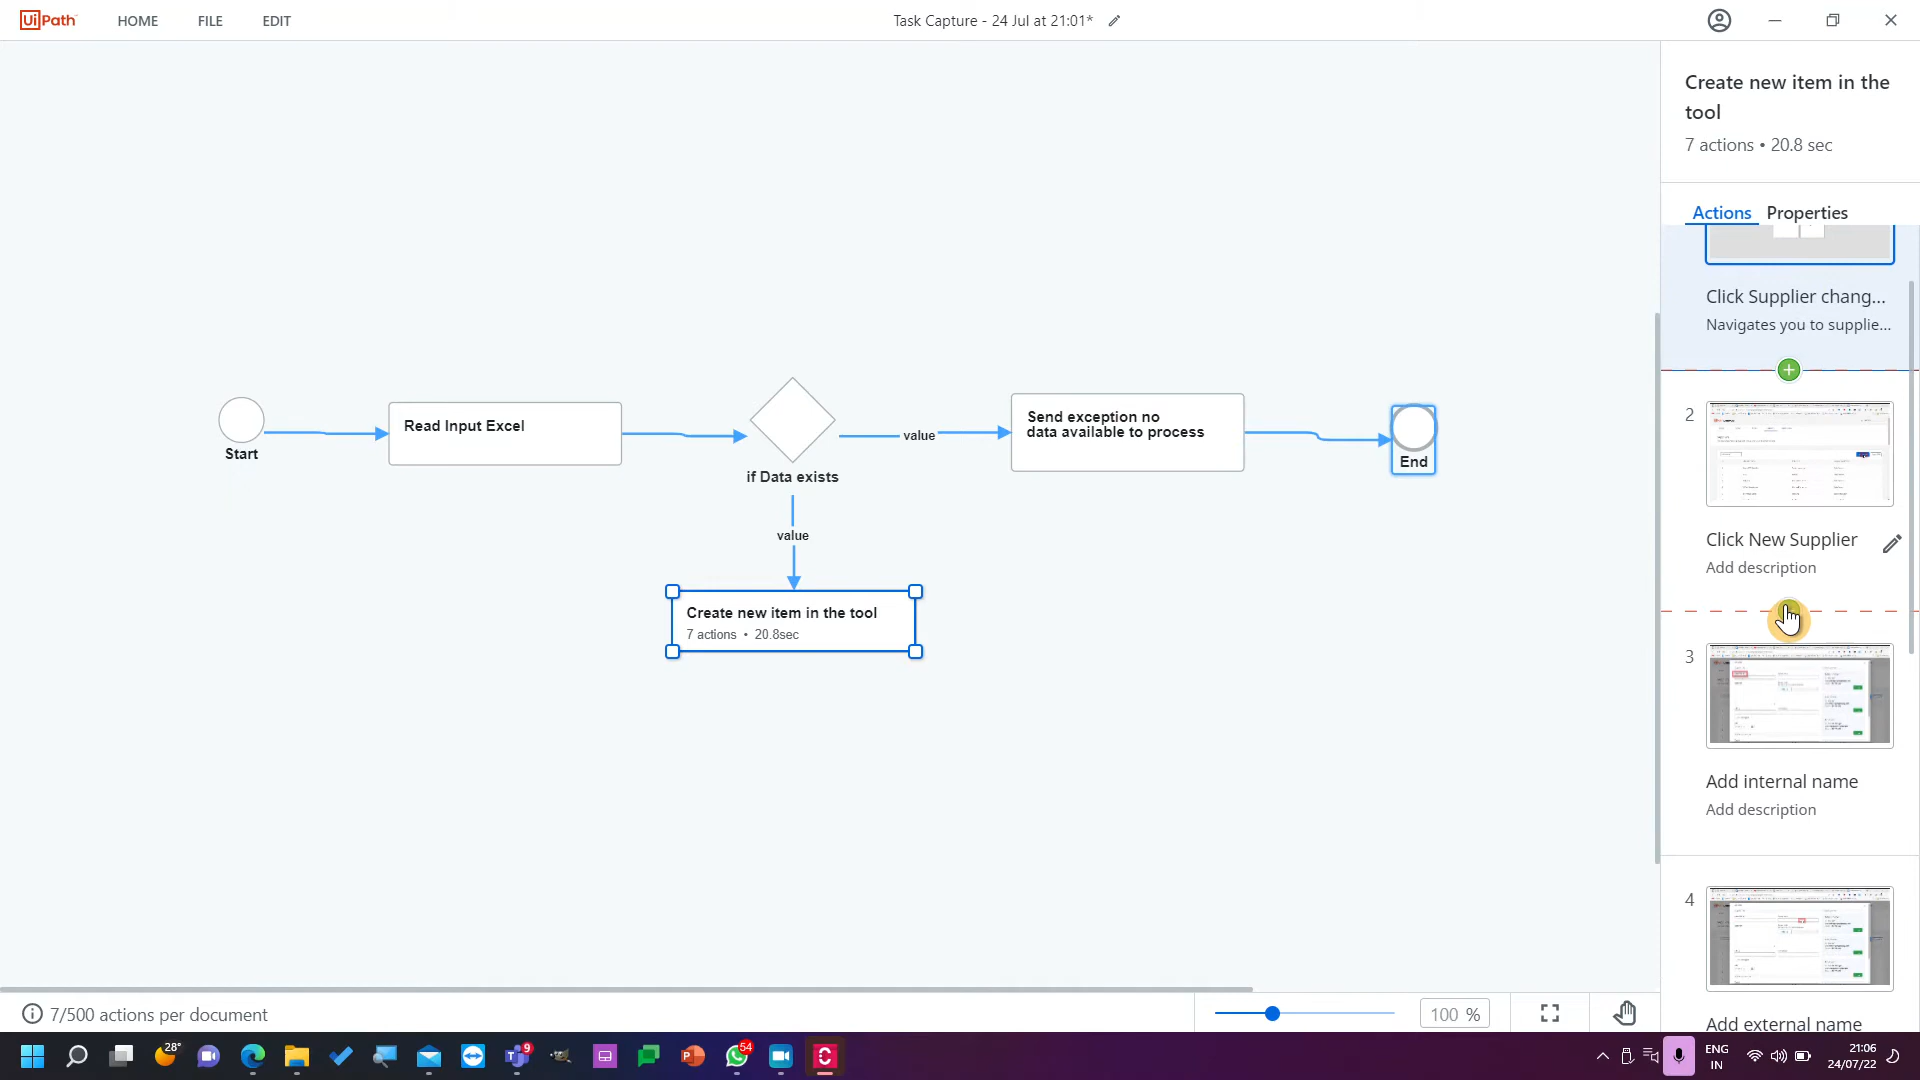 UiPath
HOME
FILE
EDIT
Task Capture - 24 Jul at 21:01*
Create new item in the
tool
7 actions • 20.8 sec
Actions
Properties
Click Supplier chang...
Navigates you to supplie...
2
Click New Supplier
Add description
3
Add internal name
Add description
4
Add external name
Start
Read Input Excel
if Data exists
value
Send exception no
data available to process
End
value
Create new item in the tool
7 actions • 20.8sec
7/500 actions per document
100 %
28°
9
54
ENG
IN
21:06
24/07/22